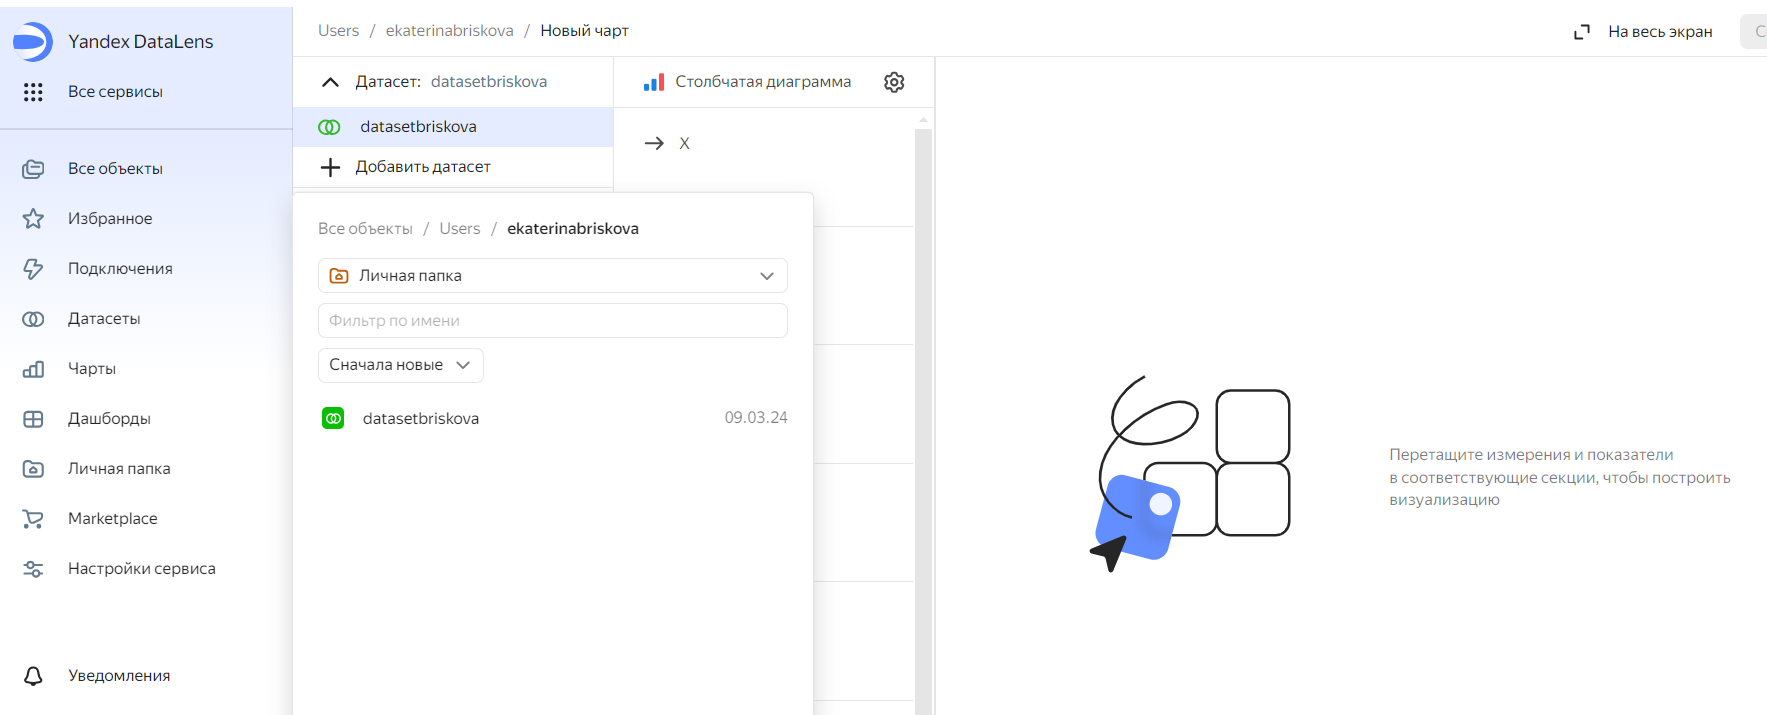 Yandex DataLens
Все сервисы
Все объекты
Избранное
Подключения
Датасеты
Чарты
Дашборды
Личная папка
Marketplace
Настройки сервиса
Уведомления
Users / ekaterinabriskova / Новый чарт
На весь экран
Датасет: datasetbriskova
datasetbriskova
Добавить датасет
Столбчатая диаграмма
X
Все объекты / Users / ekaterinabriskova
Личная папка
Фильтр по имени
Сначала новые
datasetbriskova 09.03.24
Перетащите измерения и показатели
в соответствующие секции, чтобы построить
визуализацию